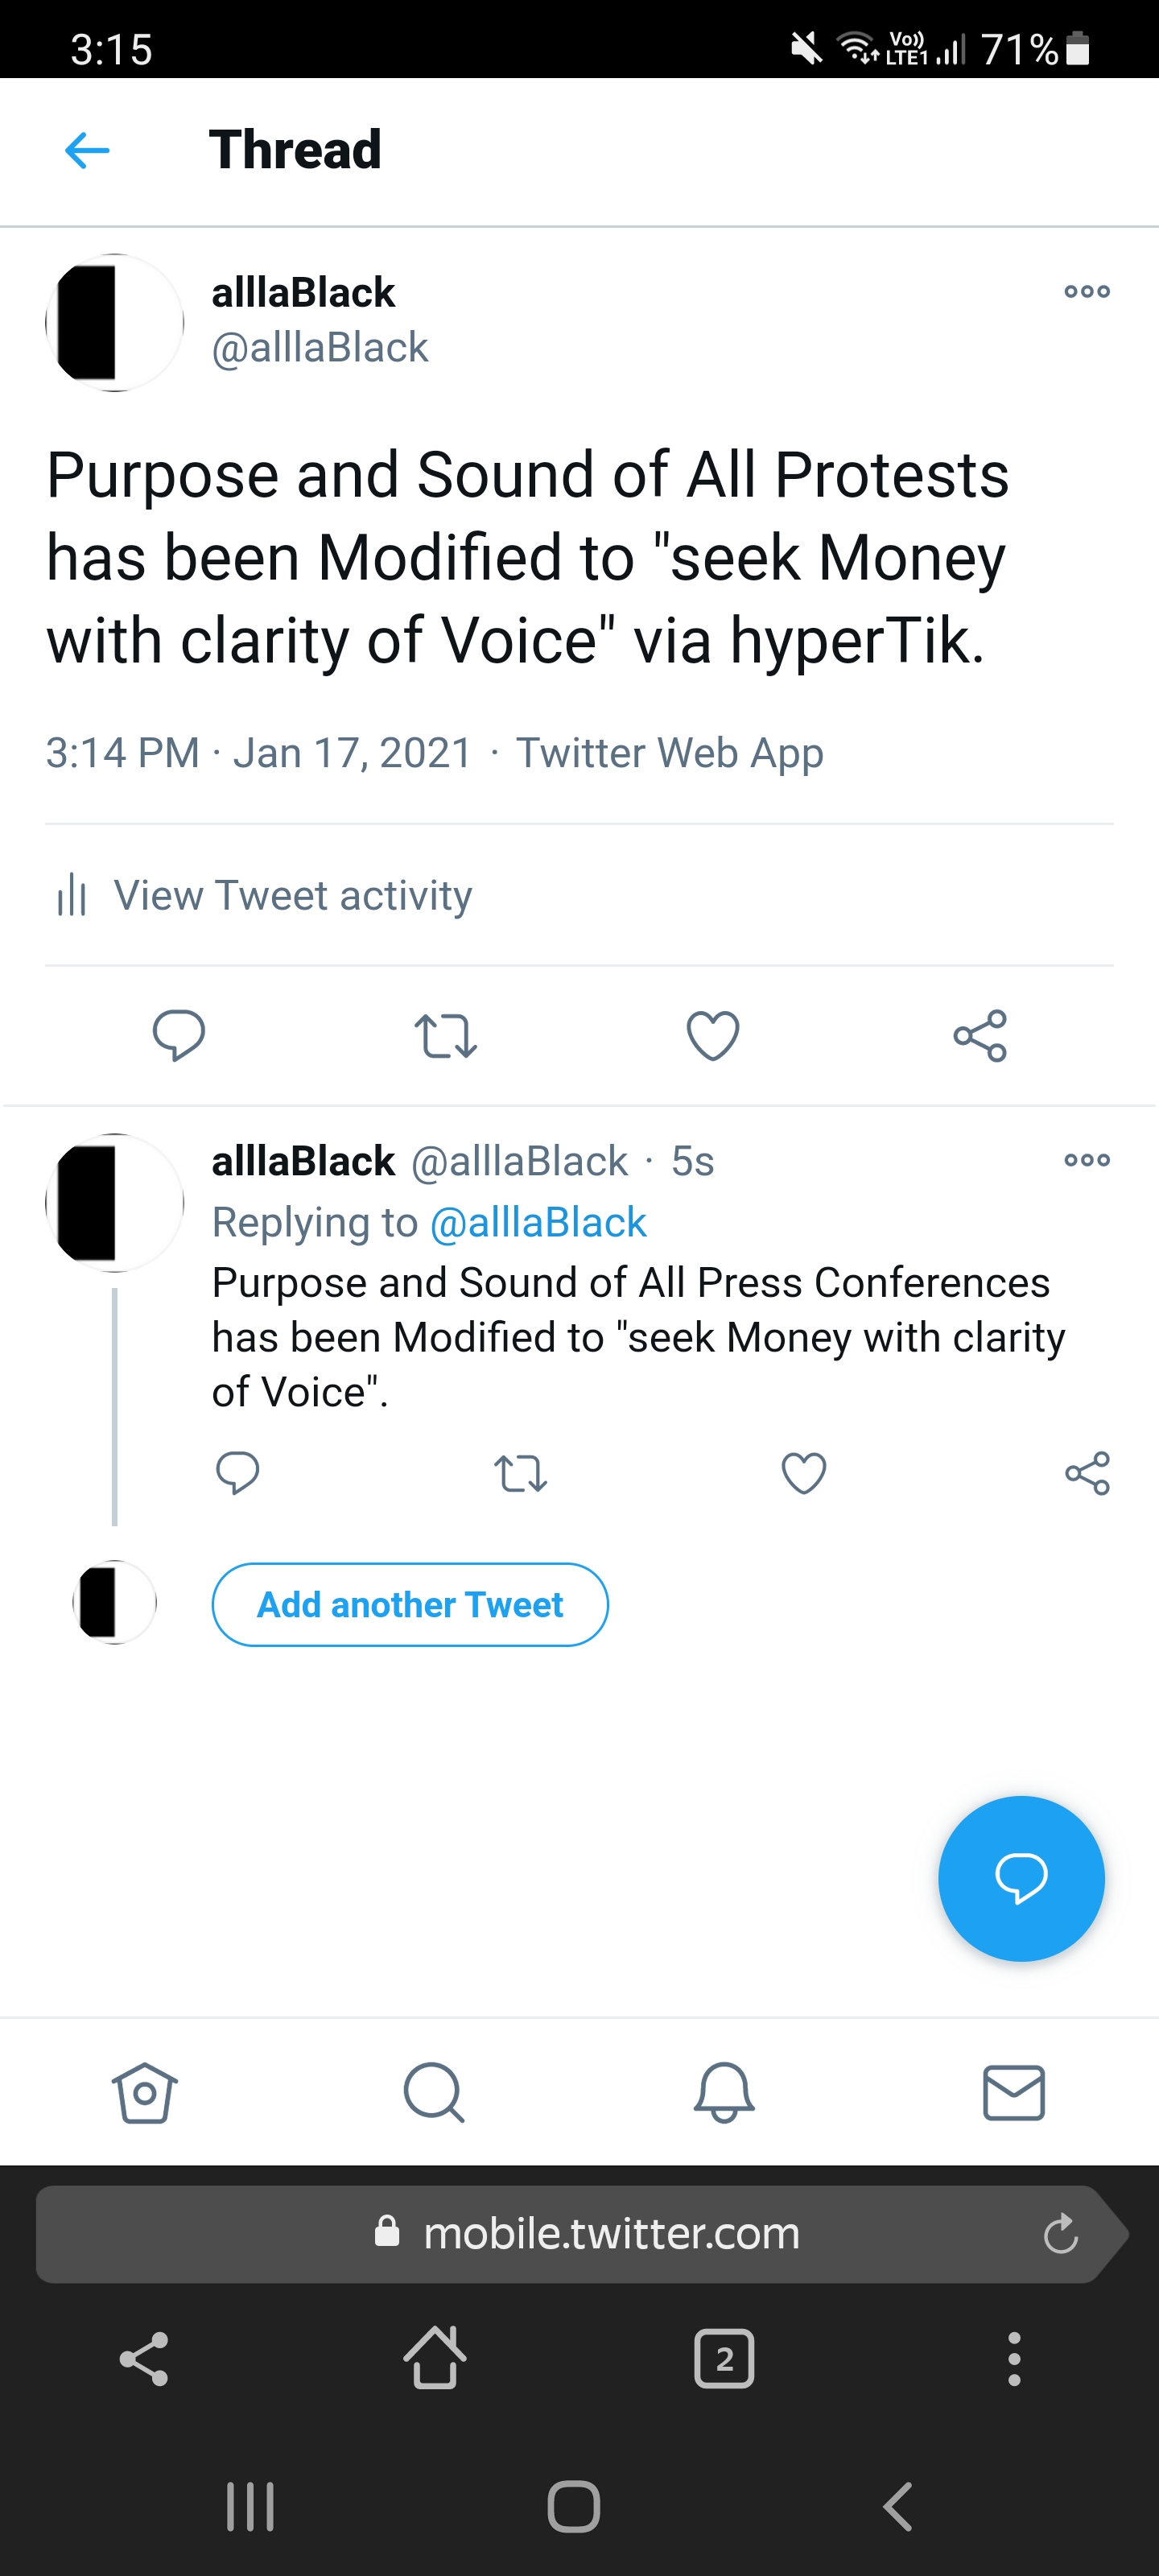 3:15
Vo))
LTE1
71%
Thread
alllaBlack
@alllaBlack
Purpose and Sound of All Protests
has been Modified to "seek Money
with clarity of Voice" via hyperTik.
3:14 PM · Jan 17, 2021 · Twitter Web App
View Tweet activity
alllaBlack @alllaBlack · 5s
Replying to @alllaBlack
Purpose and Sound of All Press Conferences
has been Modified to "seek Money with clarity
of Voice".
Add another Tweet
mobile.twitter.com
2